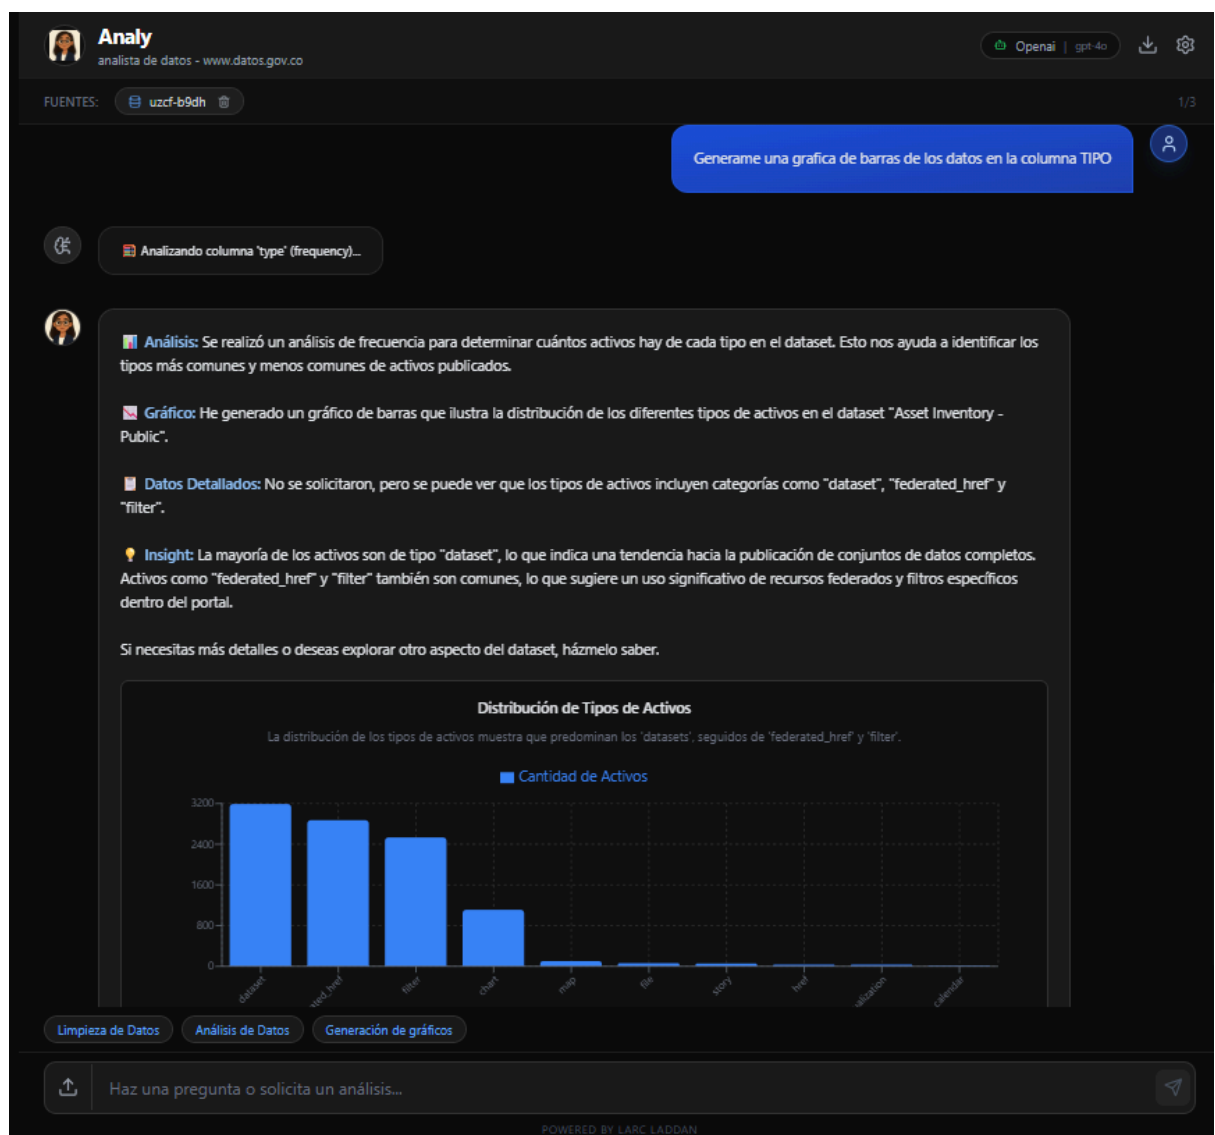 Analy
analista de datos - www.datos.gov.co
Openai | gpt-4o
FUENTES: uzcf-b9dh 1/3
Generame una grafica de barras de los datos en la columna TIPO
Analizando columna 'type' (frequency)...
Análisis: Se realizó un análisis de frecuencia para determinar cuántos activos hay de cada tipo en el dataset. Esto nos ayuda a identificar los
tipos más comunes y menos comunes de activos publicados.
Gráfico: He generado un gráfico de barras que ilustra la distribución de los diferentes tipos de activos en el dataset "Asset Inventory -
Public".
Datos Detallados: No se solicitaron, pero se puede ver que los tipos de activos incluyen categorías como "dataset", "federated_href" y
"filter".
Insight: La mayoría de los activos son de tipo "dataset", lo que indica una tendencia hacia la publicación de conjuntos de datos completos.
Activos como "federated_href" y "filter" también son comunes, lo que sugiere un uso significativo de recursos federados y filtros específicos
dentro del portal.
Si necesitas más detalles o deseas explorar otro aspecto del dataset, házmelo saber.
Distribución de Tipos de Activos
La distribución de los tipos de activos muestra que predominan los 'datasets', seguidos de 'federated_href' y 'filter'.
Cantidad de Activos
3200
2400
1600
800
0
dataset
ated_href
filter
chart
map
file
story
href
alization
calendar
Limpieza de Datos
Análisis de Datos
Generación de gráficos
Haz una pregunta o solicita un análisis...
POWERED BY LARC LADDAN